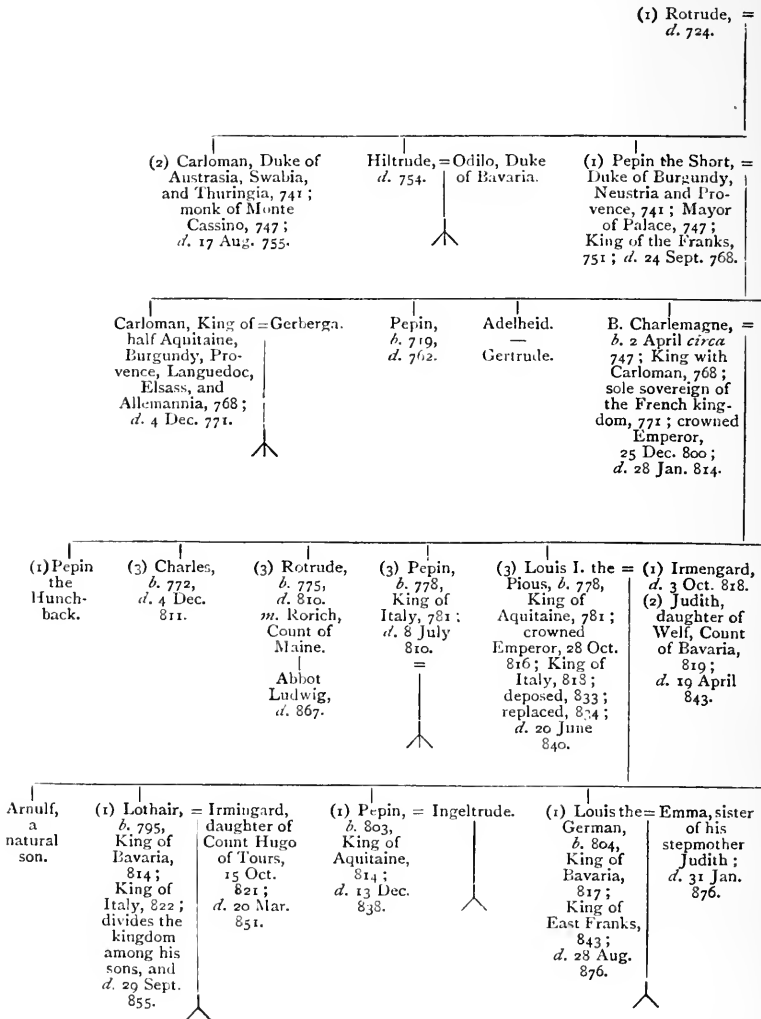 (1) Rotrude, =
d. 724.
(2) Carloman, Duke of
Austrasia, Swabia,
and Thuringia, 741;
monk of Monte
Cassino, 747;
d. 17 Aug. 755.
Hiltrude, = Odilo, Duke
d. 754. of Bavaria.
(1) Pepin the Short, =
Duke of Burgundy,
Neustria and Pro-
vence, 741; Mayor
of Palace, 747;
King of the Franks,
751; d. 24 Sept. 768.
Carloman, King of = Gerberga.
half Aquitaine,
Burgundy, Pro-
vence, Languedoc,
Elsass, and
Allemannia, 768;
d. 4 Dec. 771.
Pepin,
b. 719,
d. 762.
Adelheid.
—
Gertrude.
B. Charlemagne, =
b. 2 April circa
747; King with
Carloman, 768;
sole sovereign of
the French king-
dom, 771; crowned
Emperor,
25 Dec. 800;
d. 28 Jan. 814.
(1) Pepin
the
Hunch-
back.
(3) Charles,
b. 772,
d. 4 Dec.
811.
(3) Rotrude,
b. 775,
d. 810.
m. Rorich,
Count of
Maine.
Abbot
Ludwig,
d. 867.
(3) Pepin,
b. 778,
King of
Italy, 781;
d. 8 July
810.
=
(3) Louis I. the =
Pious, b. 778,
King of
Aquitaine, 781;
crowned
Emperor, 28 Oct.
816; King of
Italy, 818;
deposed, 833;
replaced, 834;
d. 20 June
840.
(1) Irmengard,
d. 3 Oct. 818.
(2) Judith,
daughter of
Welf, Count
of Bavaria,
819;
d. 19 April
843.
Arnulf,
a
natural
son.
(1) Lothair, =
b. 795,
King of
Bavaria,
814;
King of
Italy, 822;
divides the
kingdom
among his
sons, and
d. 29 Sept.
855.
Irmingard,
daughter of
Count Hugo
of Tours,
15 Oct.
821;
d. 20 Mar.
851.
(1) Pepin, = Ingeltrude.
b. 803,
King of
Aquitaine,
814;
d. 13 Dec.
838.
(1) Louis the =
German,
b. 804,
King of
Bavaria,
817;
King of
East Franks,
843;
d. 28 Aug.
876.
Emma, sister
of his
stepmother
Judith;
d. 31 Jan.
876.